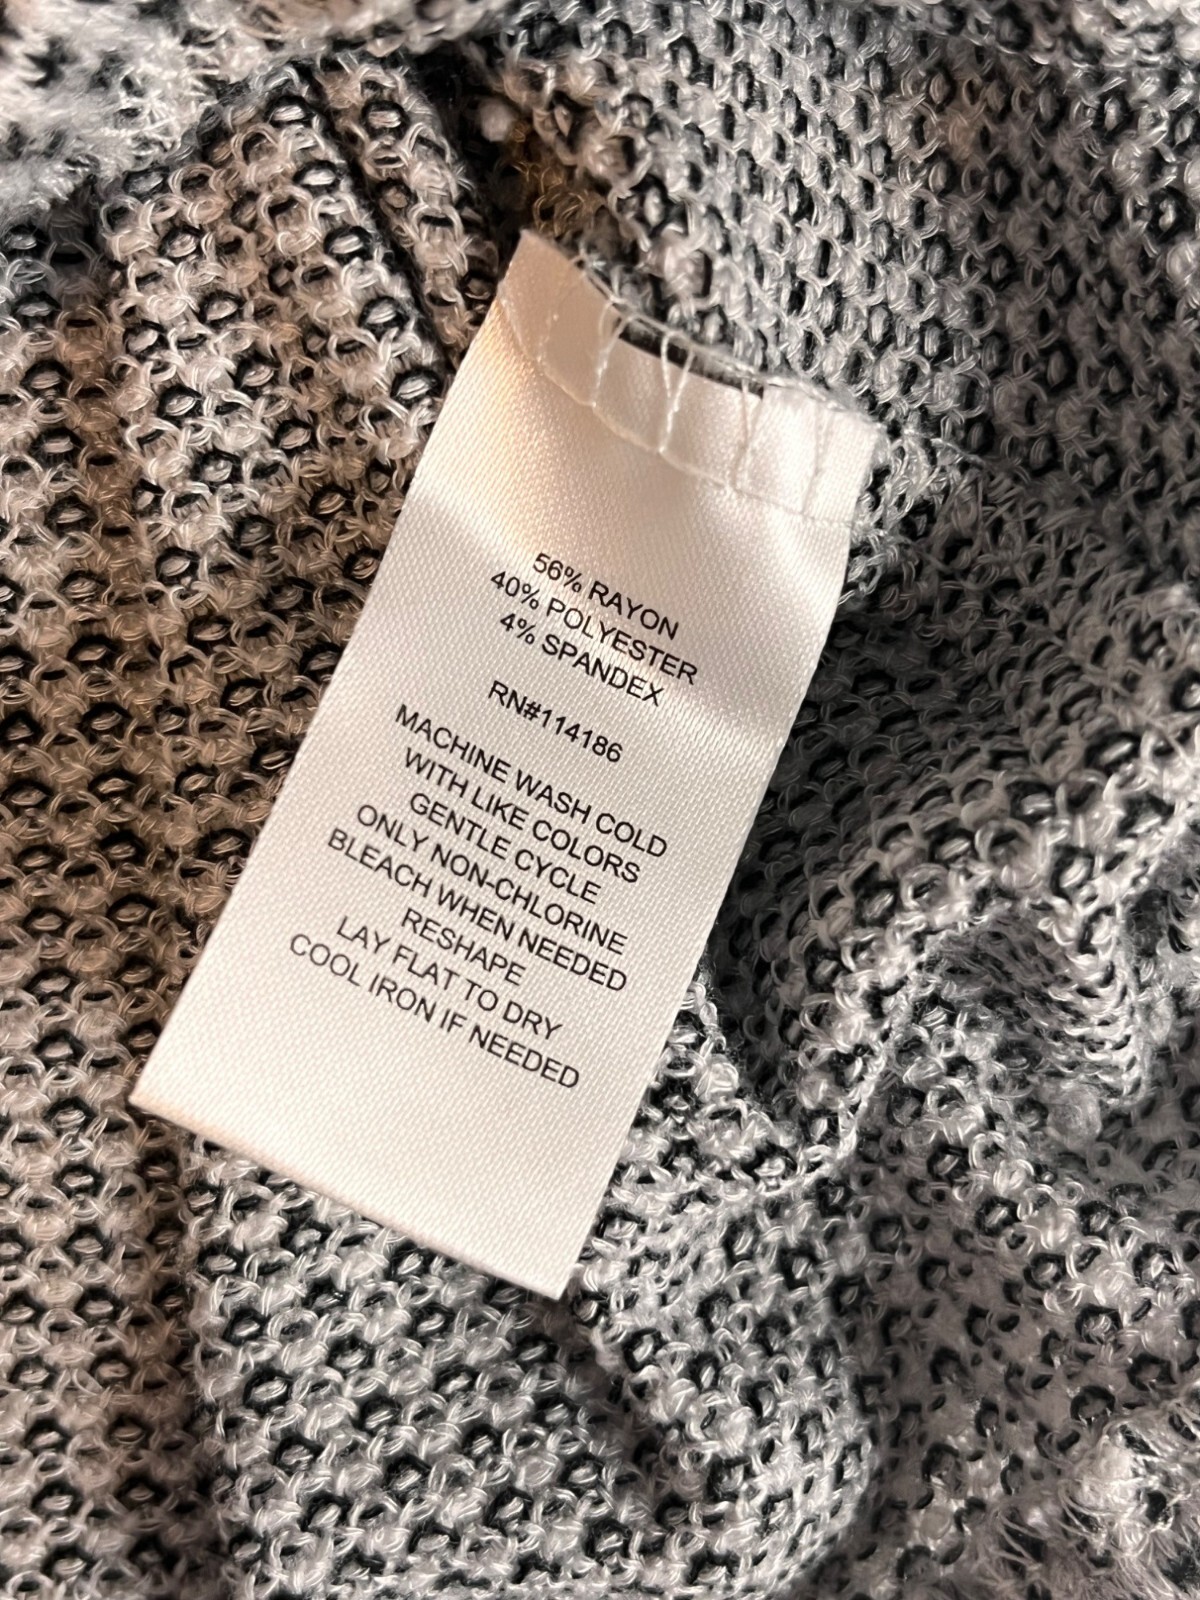 56% RAYON
40% POLYESTER
4% SPANDEX
RN#114186
MACHINE WASH COLD
WITH LIKE COLORS
GENTLE CYCLE
ONLY NON-CHLORINE
BLEACH WHEN NEEDED
RESHAPE
LAY FLAT TO DRY
COOL IRON IF NEEDED